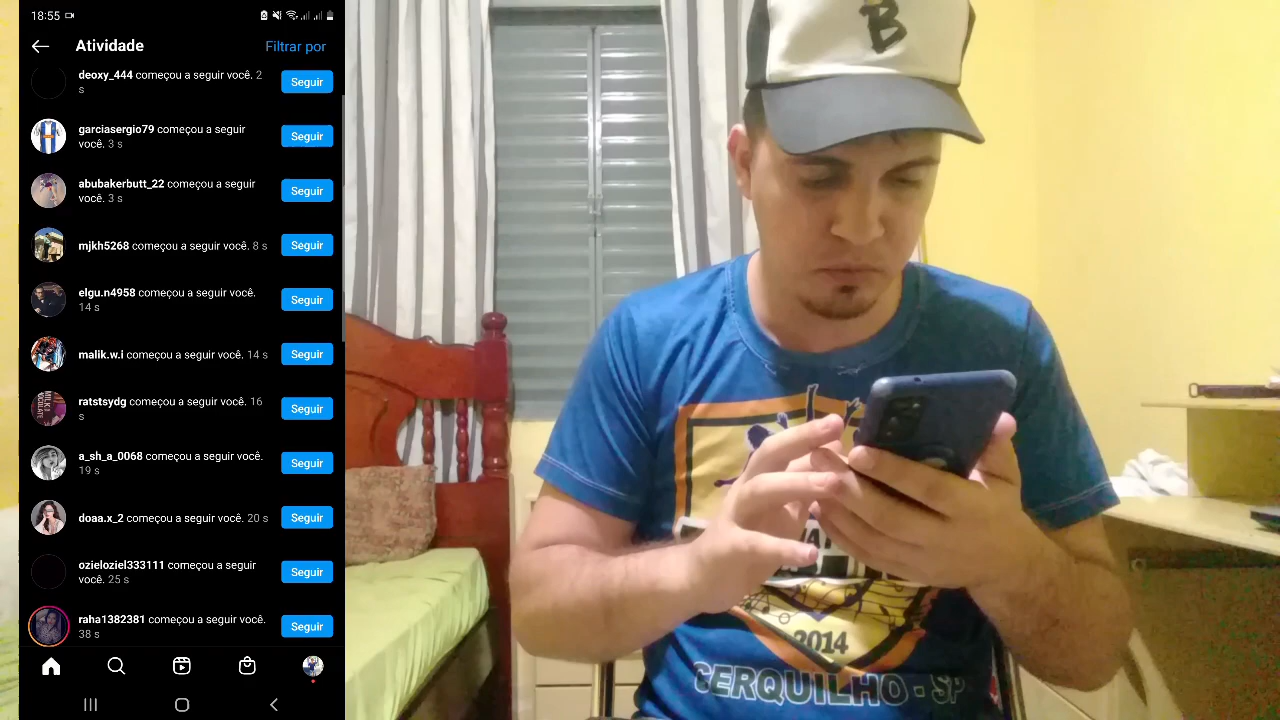 18:55
Atividade
Filtrar por
deoxy_444 começou a seguir você. 2
s
Seguir
garciasergio79 começou a seguir
você. 3 s
Seguir
abubakerbutt_22 começou a seguir
você. 3 s
Seguir
mjkh5268 começou a seguir você. 8 s
Seguir
elgu.n4958 começou a seguir você.
14 s
Seguir
malik.w.i começou a seguir você. 14 s
Seguir
ratstsydg começou a seguir você. 16
s
Seguir
a_sh_a_0068 começou a seguir você.
19 s
Seguir
doaa.x_2 começou a seguir você. 20 s
Seguir
ozieloziel333111 começou a seguir
você. 25 s
Seguir
raha1382381 começou a seguir você.
38 s
Seguir
B
2014
CERQUILHO - SP